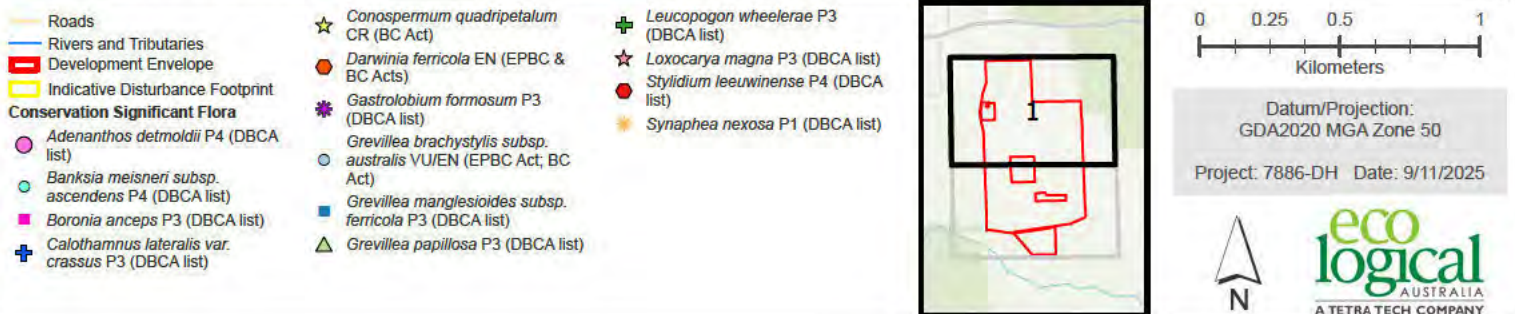 Roads
Rivers and Tributaries
Development Envelope
Indicative Disturbance Footprint
Conservation Significant Flora
Adenanthos detmoldii P4 (DBCA
list)
Banksia meisneri subsp.
ascendens P4 (DBCA list)
Boronia anceps P3 (DBCA list)
Calothamnus lateralis var.
crassus P3 (DBCA list)
Conospermum quadripetalum
CR (BC Act)
Darwinia ferricola EN (EPBC &
BC Acts)
Gastrolobium formosum P3
(DBCA list)
Grevillea brachystylis subsp.
australis VU/EN (EPBC Act; BC
Act)
Grevillea manglesioides subsp.
ferricola P3 (DBCA list)
Grevillea papillosa P3 (DBCA list)
Leucopogon wheelerae P3
(DBCA list)
Loxocarya magna P3 (DBCA list)
Stylidium leeuwinense P4 (DBCA
list)
Synaphea nexosa P1 (DBCA list)
1
0 0.25 0.5 1
Kilometers
Datum/Projection:
GDA2020 MGA Zone 50
Project: 7886-DH Date: 9/11/2025
N
eco
logical
AUSTRALIA
A TETRA TECH COMPANY